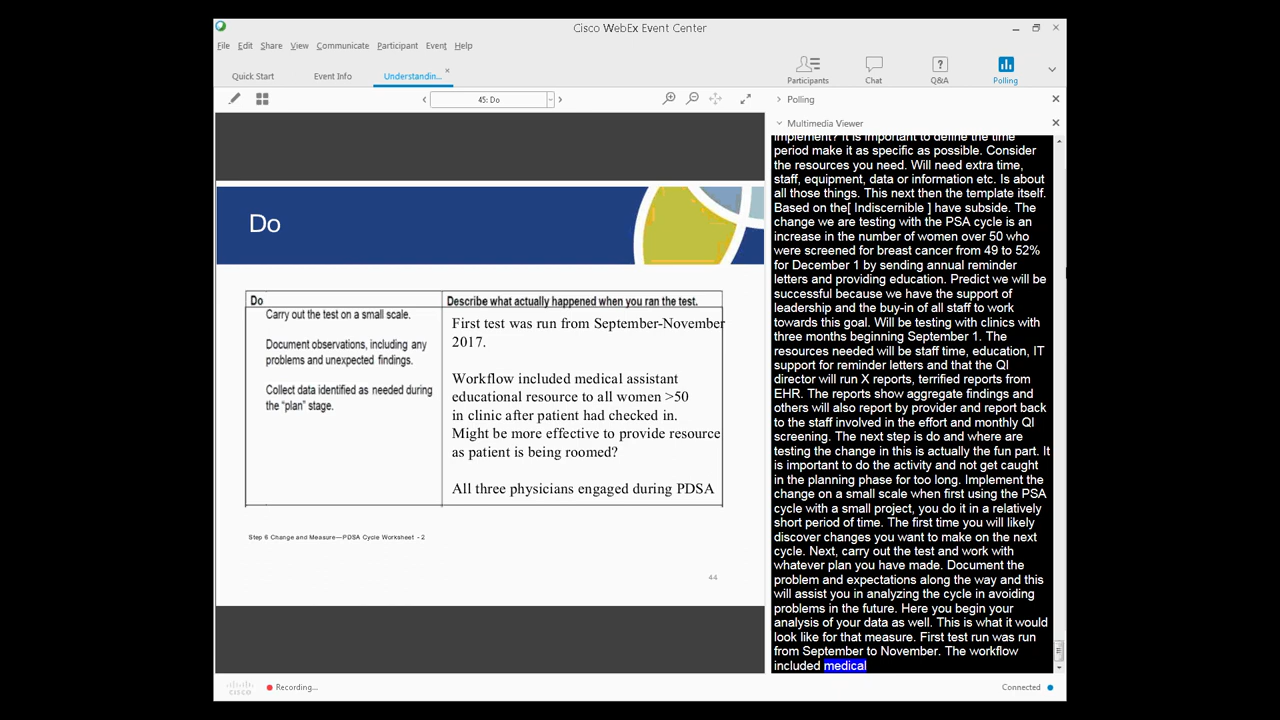 Cisco WebEx Event Center
File Edit Share View Communicate Participant Event Help
Quick Start Event Info Understandin...
Participants Chat Q&A Polling
45: Do
Polling
Multimedia Viewer
Do
Do Describe what actually happened when you ran the test.
Carry out the test on a small scale.
Document observations, including any
problems and unexpected findings.
Collect data identified as needed during
the “plan” stage.
First test was run from September-November
2017.
Workflow included medical assistant
educational resource to all women >50
in clinic after patient had checked in.
Might be more effective to provide resource
as patient is being roomed?
All three physicians engaged during PDSA
Step 6 Change and Measure—PDSA Cycle Worksheet - 2
44
implement? It is important to define the time
period make it as specific as possible. Consider
the resources you need. Will need extra time,
staff, equipment, data or information etc. Is about
all those things. This next then the template itself.
Based on the[ Indiscernible ] have subside. The
change we are testing with the PSA cycle is an
increase in the number of women over 50 who
were screened for breast cancer from 49 to 52%
for December 1 by sending annual reminder
letters and providing education. Predict we will be
successful because we have the support of
leadership and the buy-in of all staff to work
towards this goal. Will be testing with clinics with
three months beginning September 1. The
resources needed will be staff time, education, IT
support for reminder letters and that the QI
director will run X reports, terrified reports from
EHR. The reports show aggregate findings and
others will also report by provider and report back
to the staff involved in the effort and monthly QI
screening. The next step is do and where are
testing the change in this is actually the fun part. It
is important to do the activity and not get caught
in the planning phase for too long. Implement the
change on a small scale when first using the PSA
cycle with a small project, you do it in a relatively
short period of time. The first time you will likely
discover changes you want to make on the next
cycle. Next, carry out the test and work with
whatever plan you have made. Document the
problem and expectations along the way and this
will assist you in analyzing the cycle in avoiding
problems in the future. Here you begin your
analysis of your data as well. This is what it would
look like for that measure. First test run was run
from September to November. The workflow
included medical
cisco Recording... Connected